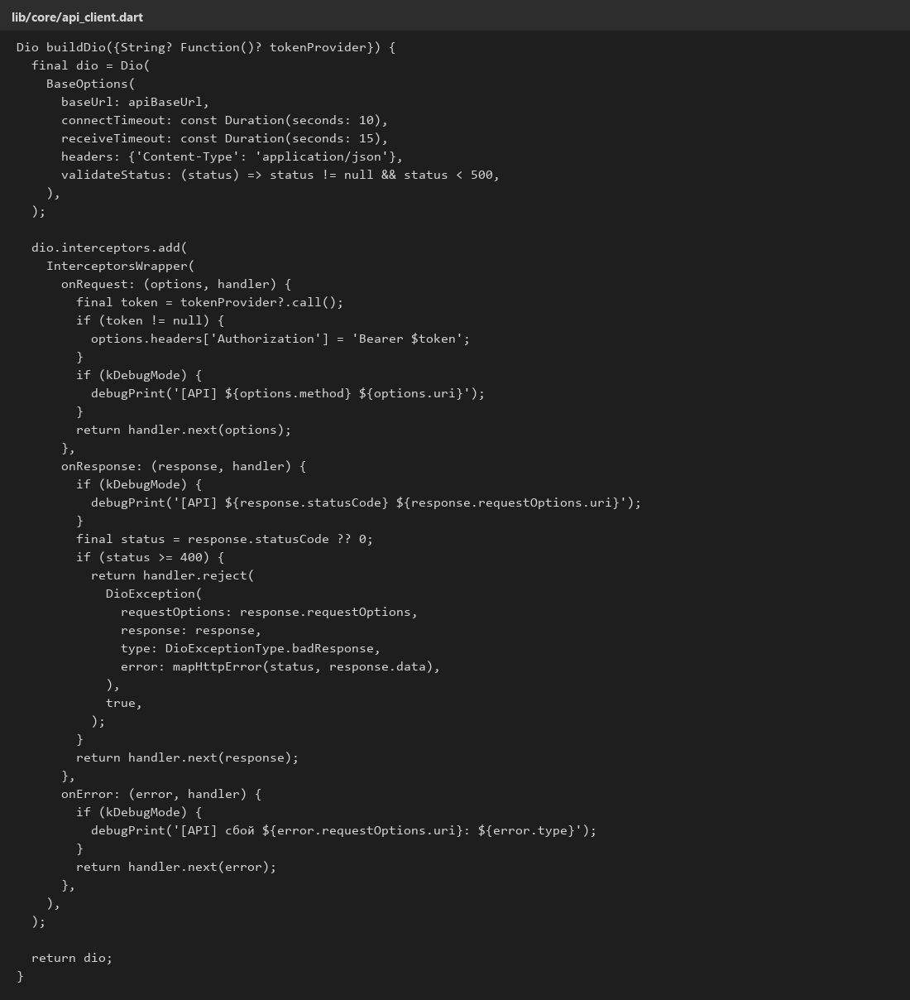 lib/core/api_client.dart
Dio buildDio({String? Function()? tokenProvider}) {
  final dio = Dio(
    BaseOptions(
      baseUrl: apiBaseUrl,
      connectTimeout: const Duration(seconds: 10),
      receiveTimeout: const Duration(seconds: 15),
      headers: {'Content-Type': 'application/json'},
      validateStatus: (status) => status != null && status < 500,
    ),
  );

  dio.interceptors.add(
    InterceptorsWrapper(
      onRequest: (options, handler) {
        final token = tokenProvider?.call();
        if (token != null) {
          options.headers['Authorization'] = 'Bearer $token';
        }
        if (kDebugMode) {
          debugPrint('[API] ${options.method} ${options.uri}');
        }
        return handler.next(options);
      },
      onResponse: (response, handler) {
        if (kDebugMode) {
          debugPrint('[API] ${response.statusCode} ${response.requestOptions.uri}');
        }
        final status = response.statusCode ?? 0;
        if (status >= 400) {
          return handler.reject(
            DioException(
              requestOptions: response.requestOptions,
              response: response,
              type: DioExceptionType.badResponse,
              error: mapHttpError(status, response.data),
            ),
            true,
          );
        }
        return handler.next(response);
      },
      onError: (error, handler) {
        if (kDebugMode) {
          debugPrint('[API] сбой ${error.requestOptions.uri}: ${error.type}');
        }
        return handler.next(error);
      },
    ),
  );

  return dio;
}